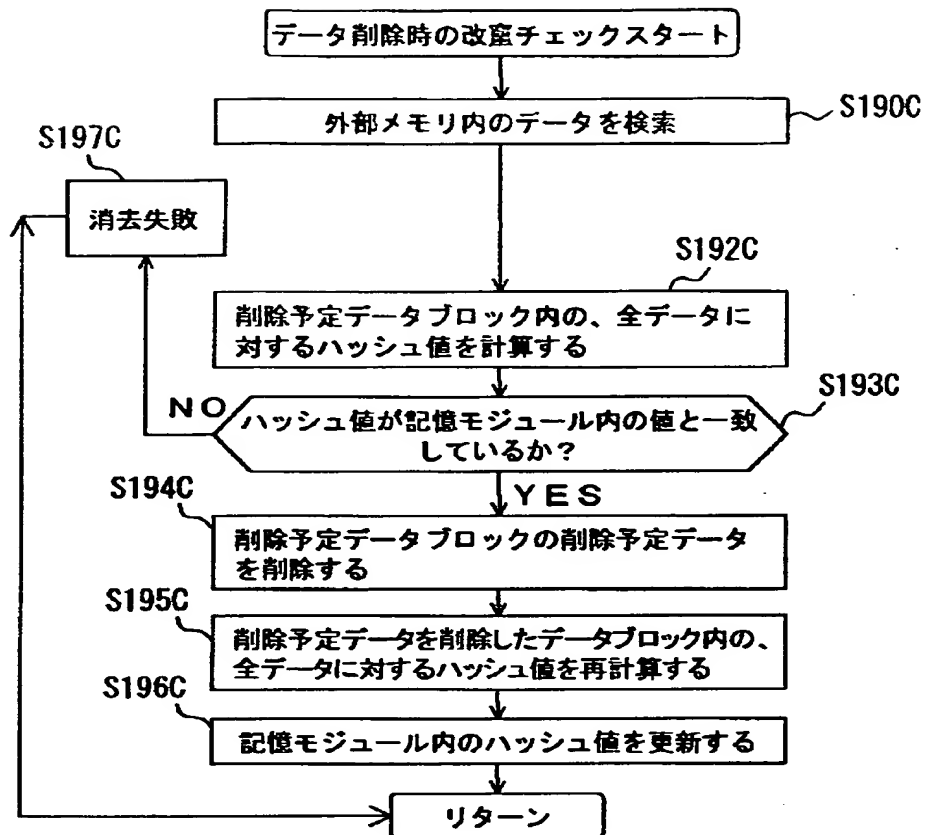 データ削除時の改竄チェックスタート
外部メモリ内のデータを検索
S190C
S197C
消去失敗
S192C
削除予定データブロック内の、全データに
対するハッシュ値を計算する
S193C
NO
ハッシュ値が記憶モジュール内の値と一致
しているか？
YES
S194C
削除予定データブロックの削除予定データ
を削除する
S195C
削除予定データを削除したデータブロック内の、
全データに対するハッシュ値を再計算する
S196C
記憶モジュール内のハッシュ値を更新する
リターン